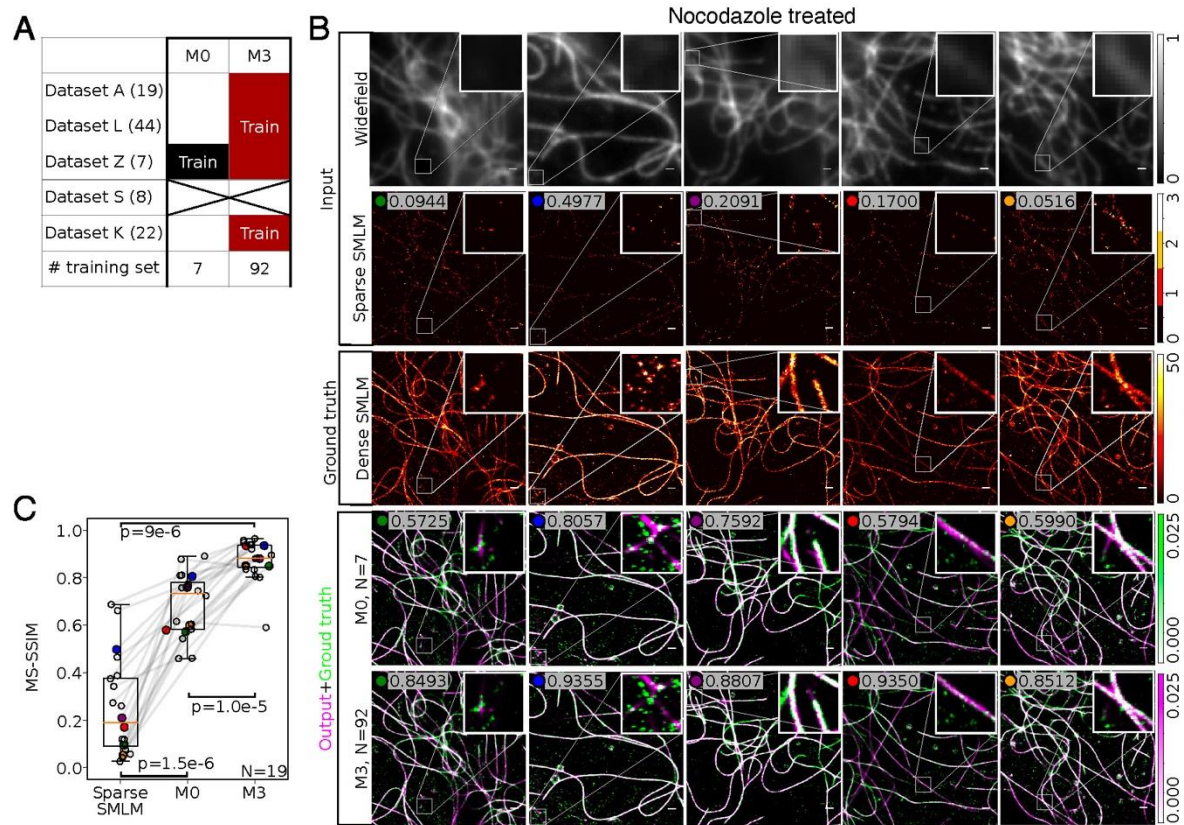 Nocodazole treated
A
B
M0 M3
Dataset A (19)
Dataset L (44)
Dataset Z (7)
Dataset S (8)
Dataset K (22)
# training set 7 92
Train
Train
Train
Input
Widefield
0 1
Sparse SMLM
0.0944 0.4977 0.2091 0.1700 0.0516
0 1 2 3
Ground truth
Dense SMLM
0 50
Output+Groud truth
M0, N=7
0.5725 0.8057 0.7592 0.5794 0.5990
0.000 0.025
M3, N=92
0.8493 0.9355 0.8807 0.9350 0.8512
0.000 0.025
C
MS-SSIM
1.0
0.8
0.6
0.4
0.2
0.0
p=9e-6
p=1.0e-5
p=1.5e-6
N=19
Sparse
SMLM
M0
M3